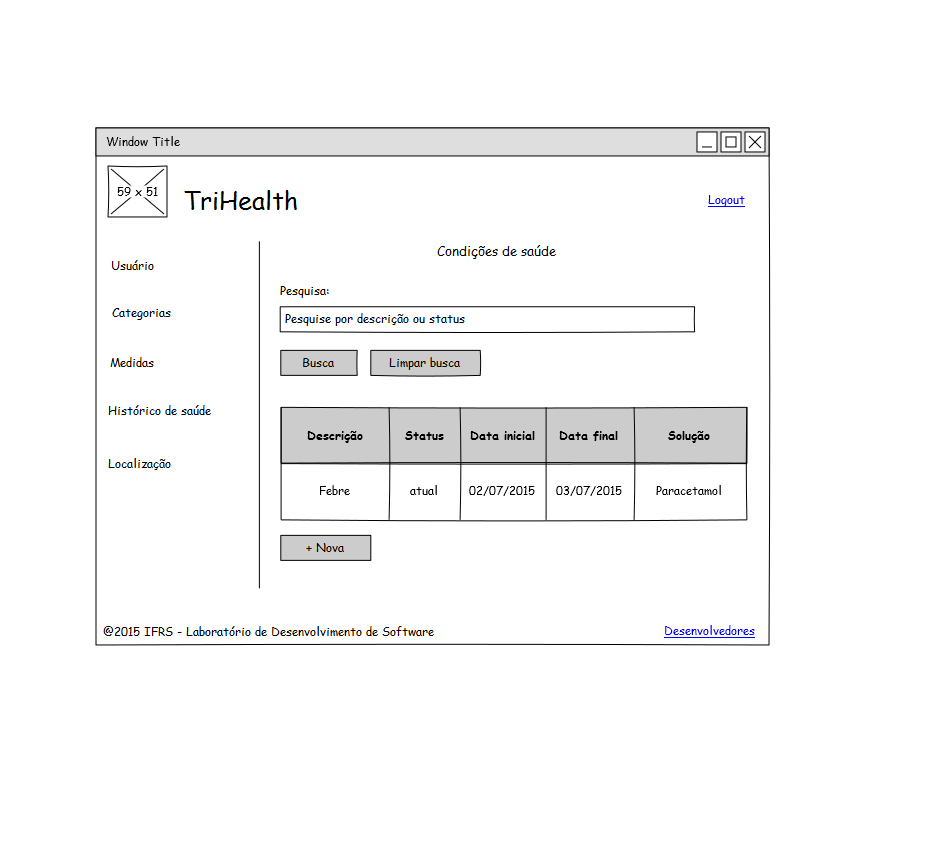 Window Title
59 x 51
TriHealth
Logout
Usuário
Categorias
Medidas
Histórico de saúde
Localização
Condições de saúde
Pesquisa:
Pesquise por descrição ou status
Busca Limpar busca
Descrição Status Data inicial Data final Solução
Febre atual 02/07/2015 03/07/2015 Paracetamol
+ Nova
@2015 IFRS - Laboratório de Desenvolvimento de Software
Desenvolvedores